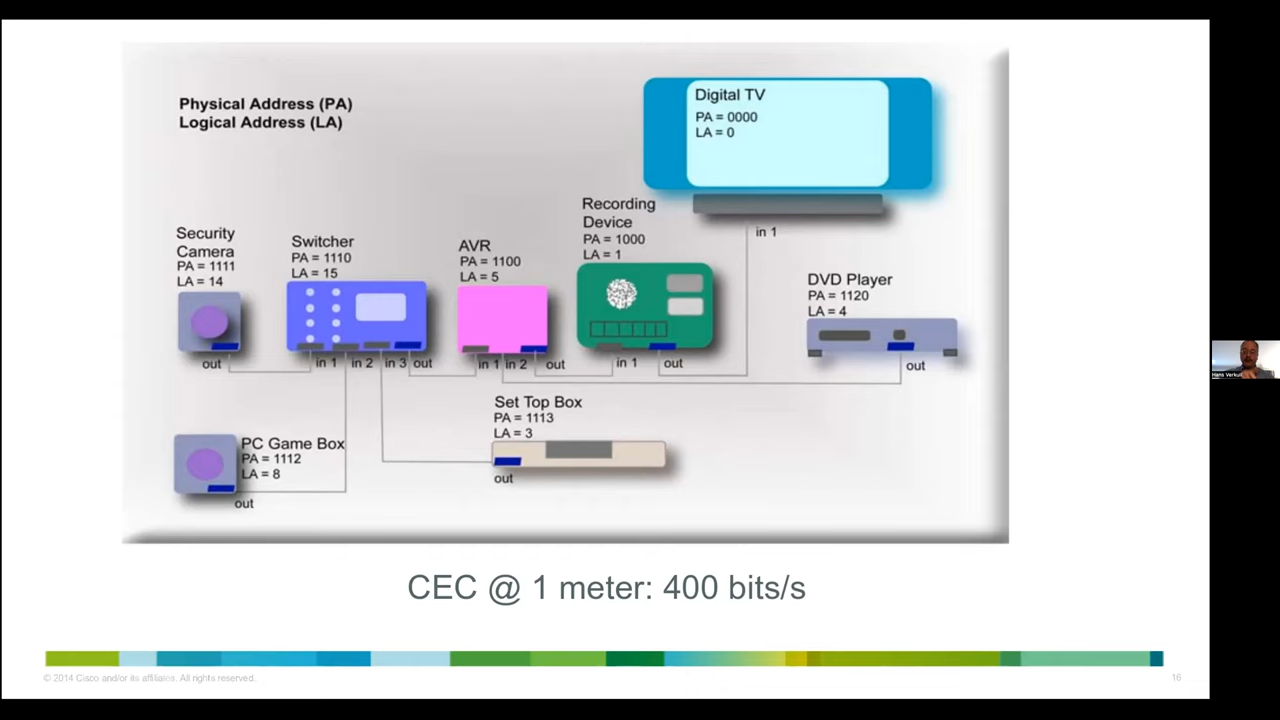 Physical Address (PA)
Logical Address (LA)
Digital TV
PA = 0000
LA = 0
in 1
Recording
Device
PA = 1000
LA = 1
in 1
out
Security
Camera
PA = 1111
LA = 14
out
Switcher
PA = 1110
LA = 15
in 1
in 2
in 3
out
AVR
PA = 1100
LA = 5
in 1
in 2
out
DVD Player
PA = 1120
LA = 4
out
PC Game Box
PA = 1112
LA = 8
out
Set Top Box
PA = 1113
LA = 3
out
CEC @ 1 meter: 400 bits/s
© 2014 Cisco and/or its affiliates. All rights reserved.
16